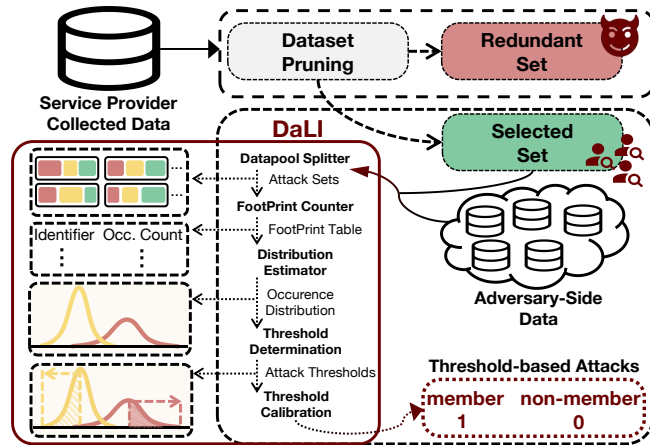 Dataset
Pruning
Redundant
Set
Service Provider
Collected Data
DaLI
Selected
Set
Datapool Splitter
Attack Sets
FootPrint Counter
Identifier Occ. Count
FootPrint Table
Distribution
Estimator
Occurence
Distribution
Adversary-Side
Data
Threshold
Determination
Attack Thresholds
Threshold
Calibration
Threshold-based Attacks
member non-member
1 0